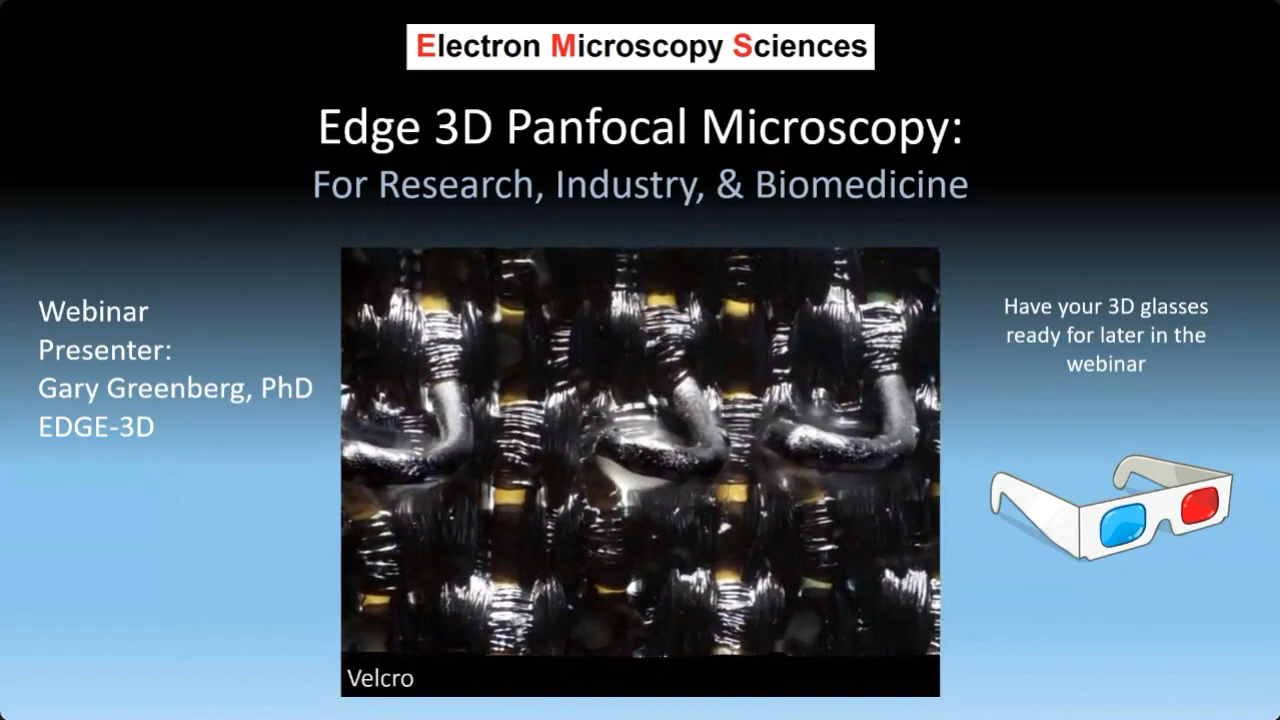 Electron Microscopy Sciences
Edge 3D Panfocal Microscopy:
For Research, Industry, & Biomedicine
Webinar
Presenter:
Gary Greenberg, PhD
EDGE-3D
Have your 3D glasses
ready for later in the
webinar
Velcro